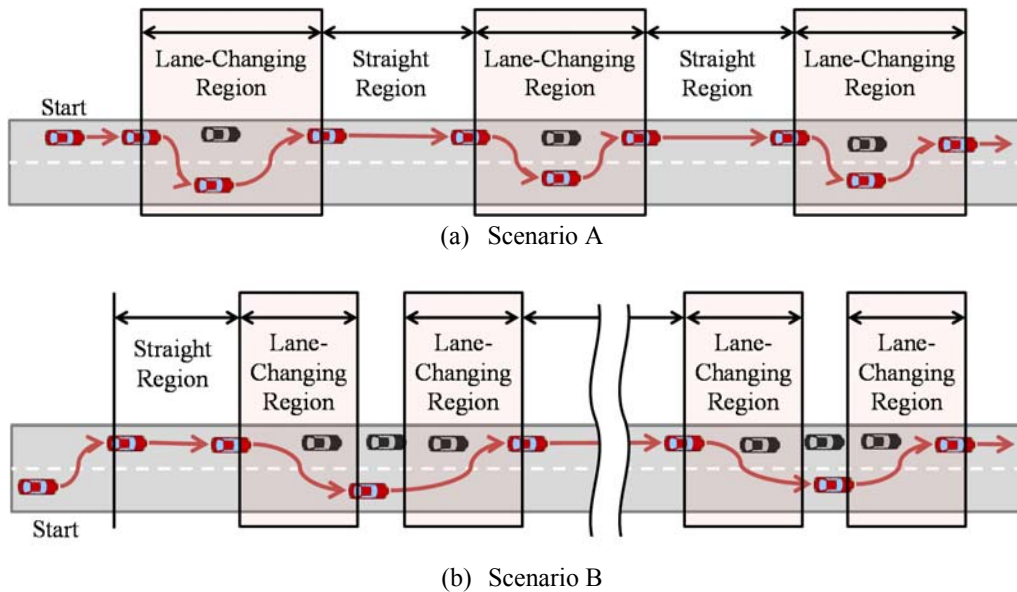 Lane-Changing
Region
Straight
Region
Lane-Changing
Region
Straight
Region
Lane-Changing
Region
Start
(a) Scenario A
Straight
Region
Lane-
Changing
Region
Lane-
Changing
Region
Lane-
Changing
Region
Lane-
Changing
Region
Start
(b) Scenario B